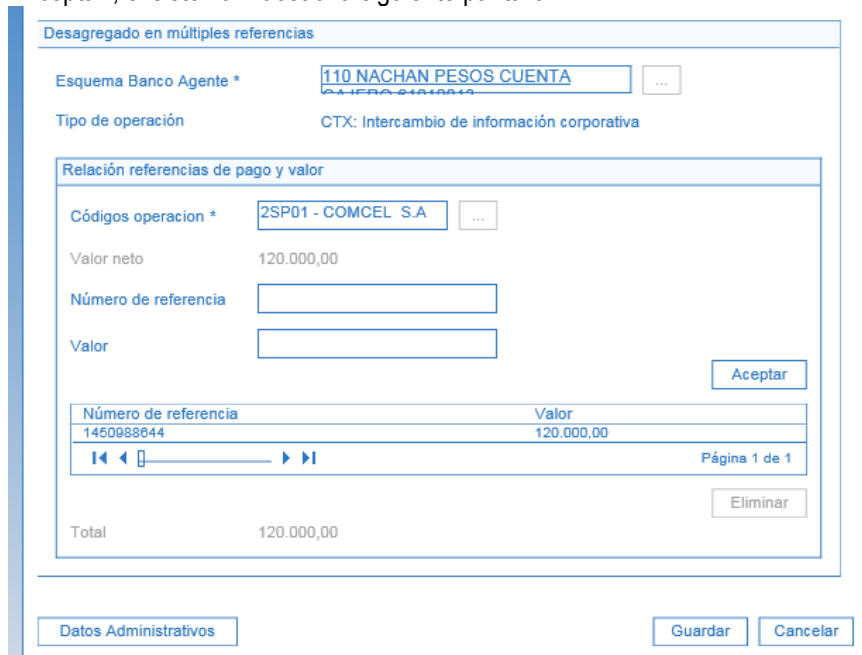 Desagregado en múltiples referencias
Esquema Banco Agente *
110 NACHAN PESOS CUENTA
...
Tipo de operación
CTX: Intercambio de información corporativa
Relación referencias de pago y valor
Códigos operacion *
2SP01 - COMCEL S.A
...
Valor neto
120.000,00
Número de referencia
Valor
Aceptar
Número de referencia
Valor
1450988644
120.000,00
Página 1 de 1
Eliminar
Total
120.000,00
Datos Administrativos
Guardar
Cancelar